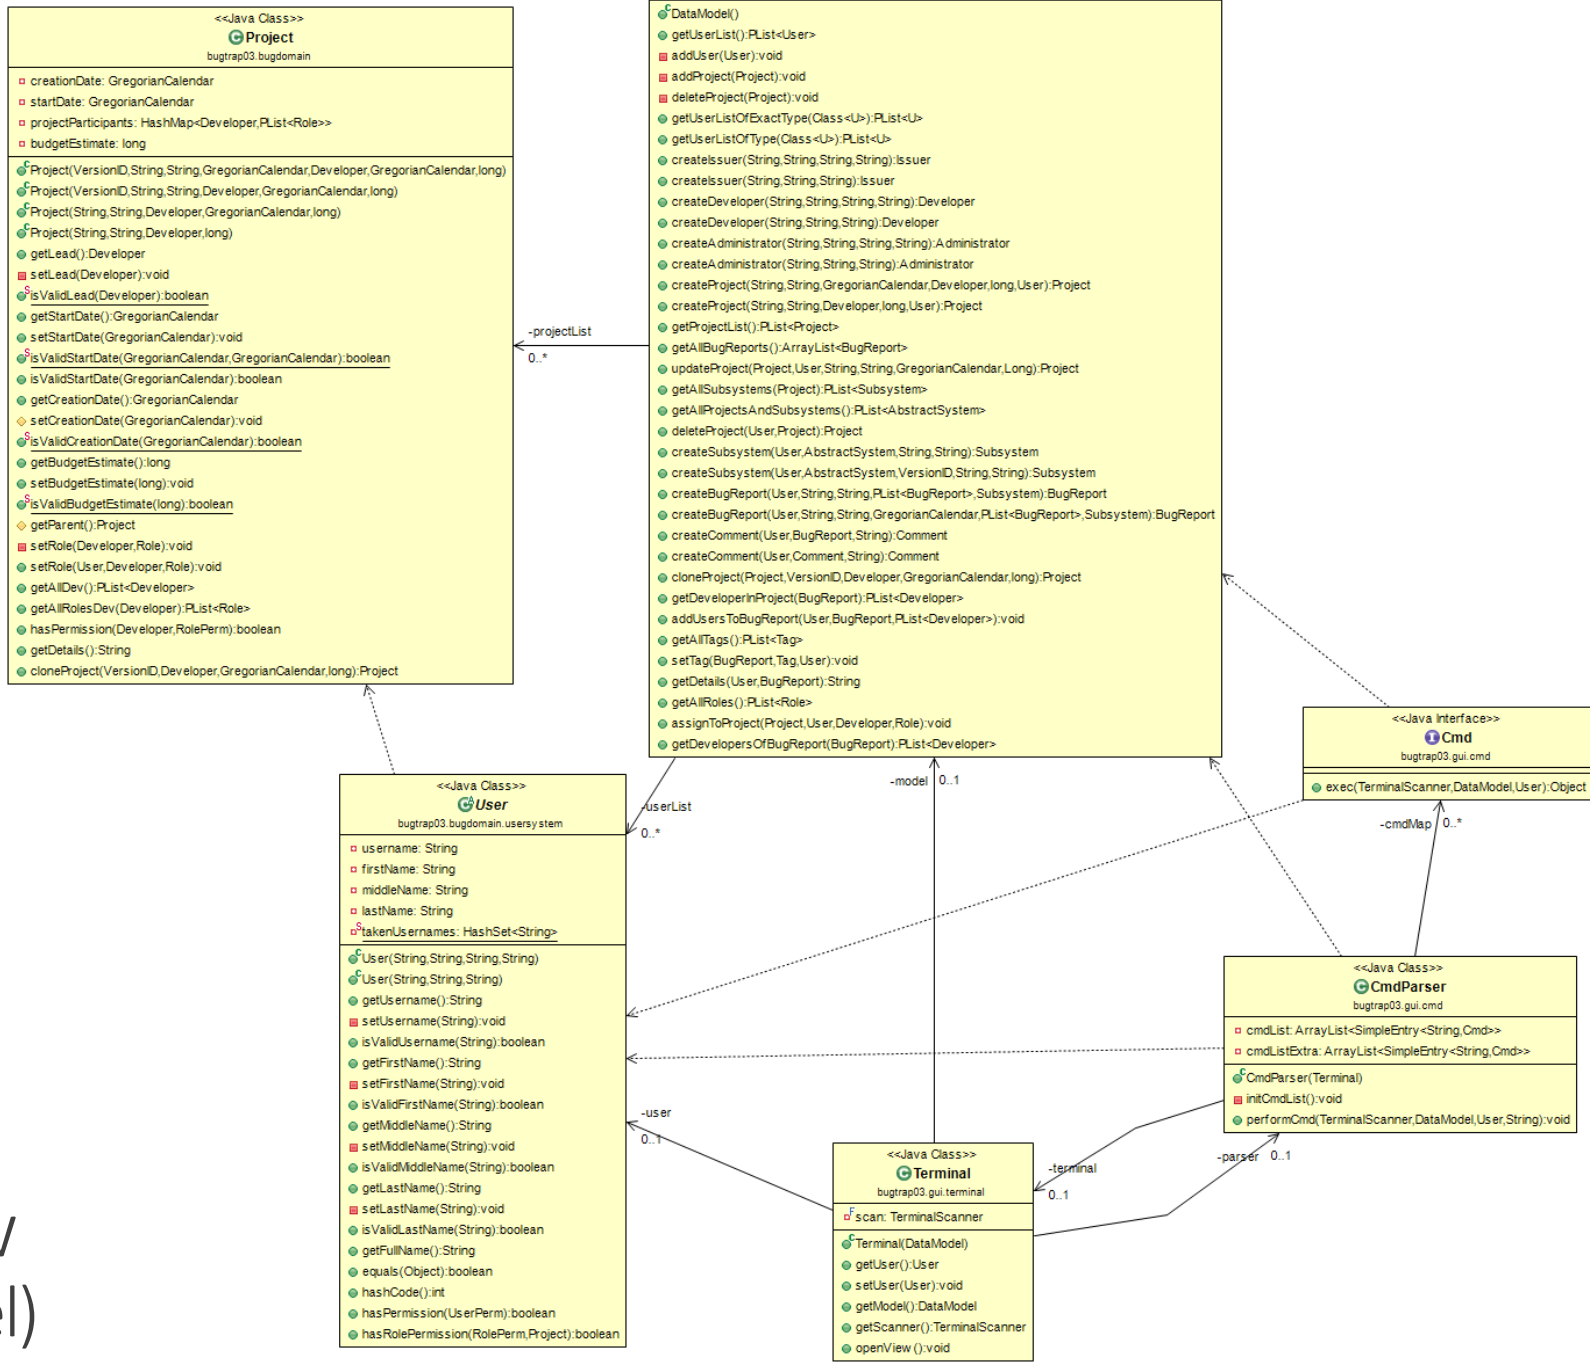 <<Java Class>>
Project
bugtrap03.bugdomain
creationDate: GregorianCalendar
startDate: GregorianCalendar
projectParticipants: HashMap<Developer,PList<Role>>
budgetEstimate: long
Project(VersionID,String,String,GregorianCalendar,Developer,GregorianCalendar,long)
Project(VersionID,String,String,Developer,GregorianCalendar,long)
Project(String,String,Developer,GregorianCalendar,long)
Project(String,String,Developer,long)
getLead():Developer
setLead(Developer):void
isValidLead(Developer):boolean
getStartDate():GregorianCalendar
setStartDate(GregorianCalendar):void
isValidStartDate(GregorianCalendar,GregorianCalendar):boolean
isValidStartDate(GregorianCalendar):boolean
getCreationDate():GregorianCalendar
setCreationDate(GregorianCalendar):void
isValidCreationDate(GregorianCalendar):boolean
getBudgetEstimate():long
setBudgetEstimate(long):void
isValidBudgetEstimate(long):boolean
getParent():Project
setRole(Developer,Role):void
setRole(User,Developer,Role):void
getAllDev():PList<Developer>
getAllRolesDev(Developer):PList<Role>
hasPermission(Developer,RolePerm):boolean
getDetails():String
cloneProject(VersionID,Developer,GregorianCalendar,long):Project
-projectList
0..*
DataModel()
getUserList():PList<User>
addUser(User):void
addProject(Project):void
deleteProject(Project):void
getUserListOfExactType(Class<U>):PList<U>
getUserListOfType(Class<U>):PList<U>
createIssuer(String,String,String,String):Issuer
createIssuer(String,String,String):Issuer
createDeveloper(String,String,String,String):Developer
createDeveloper(String,String,String):Developer
createAdministrator(String,String,String,String):Administrator
createAdministrator(String,String,String):Administrator
createProject(String,String,GregorianCalendar,Developer,long,User):Project
createProject(String,String,Developer,long,User):Project
getProjectList():PList<Project>
getAllBugReports():ArrayList<BugReport>
updateProject(Project,User,String,String,GregorianCalendar,Long):Project
getAllSubsystems(Project):PList<Subsystem>
getAllProjectsAndSubsystems():PList<AbstractSystem>
deleteProject(User,Project):Project
createSubsystem(User,AbstractSystem,String,String):Subsystem
createSubsystem(User,AbstractSystem,VersionID,String,String):Subsystem
createBugReport(User,String,String,PList<BugReport>,Subsystem):BugReport
createBugReport(User,String,String,GregorianCalendar,PList<BugReport>,Subsystem):BugReport
createComment(User,BugReport,String):Comment
createComment(User,Comment,String):Comment
cloneProject(Project,VersionID,Developer,GregorianCalendar,long):Project
getDeveloperInProject(BugReport):PList<Developer>
addUsersToBugReport(User,BugReport,PList<Developer>):void
getAllTags():PList<Tag>
setTag(BugReport,Tag,User):void
getDetails(User,BugReport):String
getAllRoles():PList<Role>
assignToProject(Project,User,Developer,Role):void
getDevelopersOfBugReport(BugReport):PList<Developer>
<<Java Interface>>
Cmd
bugtrap03.gui.cmd
exec(TerminalScanner,DataModel,User):Object
-cmdMap
0..*
-userList
0..*
-model
0..1
<<Java Class>>
User
bugtrap03.bugdomain.usersystem
username: String
firstName: String
middleName: String
lastName: String
takenUsernames: HashSet<String>
User(String,String,String,String)
User(String,String,String)
getUsername():String
setUsername(String):void
isValidUsername(String):boolean
getFirstName():String
setFirstName(String):void
isValidFirstName(String):boolean
getMiddleName():String
setMiddleName(String):void
isValidMiddleName(String):boolean
getLastName():String
setLastName(String):void
isValidLastName(String):boolean
getFullName():String
equals(Object):boolean
hashCode():int
hasPermission(UserPerm):boolean
hasRolePermission(RolePerm,Project):boolean
-user
0..1
<<Java Class>>
CmdParser
bugtrap03.gui.cmd
cmdList: ArrayList<SimpleEntry<String,Cmd>>
cmdListExtra: ArrayList<SimpleEntry<String,Cmd>>
CmdParser(Terminal)
initCmdList():void
performCmd(TerminalScanner,DataModel,User,String):void
-terminal
0..1
-parser
0..1
<<Java Class>>
Terminal
bugtrap03.gui.terminal
scan: TerminalScanner
Terminal(DataModel)
getUser():User
setUser(User):void
getModel():DataModel
getScanner():TerminalScanner
openView():void
el)